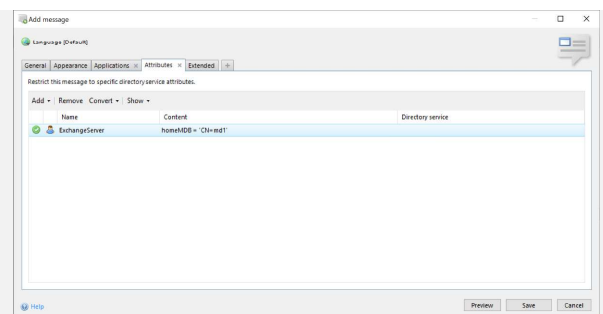 Add message
Language [Default]
General Appearance Applications × Attributes × Extended +
Restrict this message to specific directory service attributes.
Add Remove Convert Show
Name Content Directory service
ExchangeServer homeMDB = 'CN=md1'
Help Preview Save Cancel